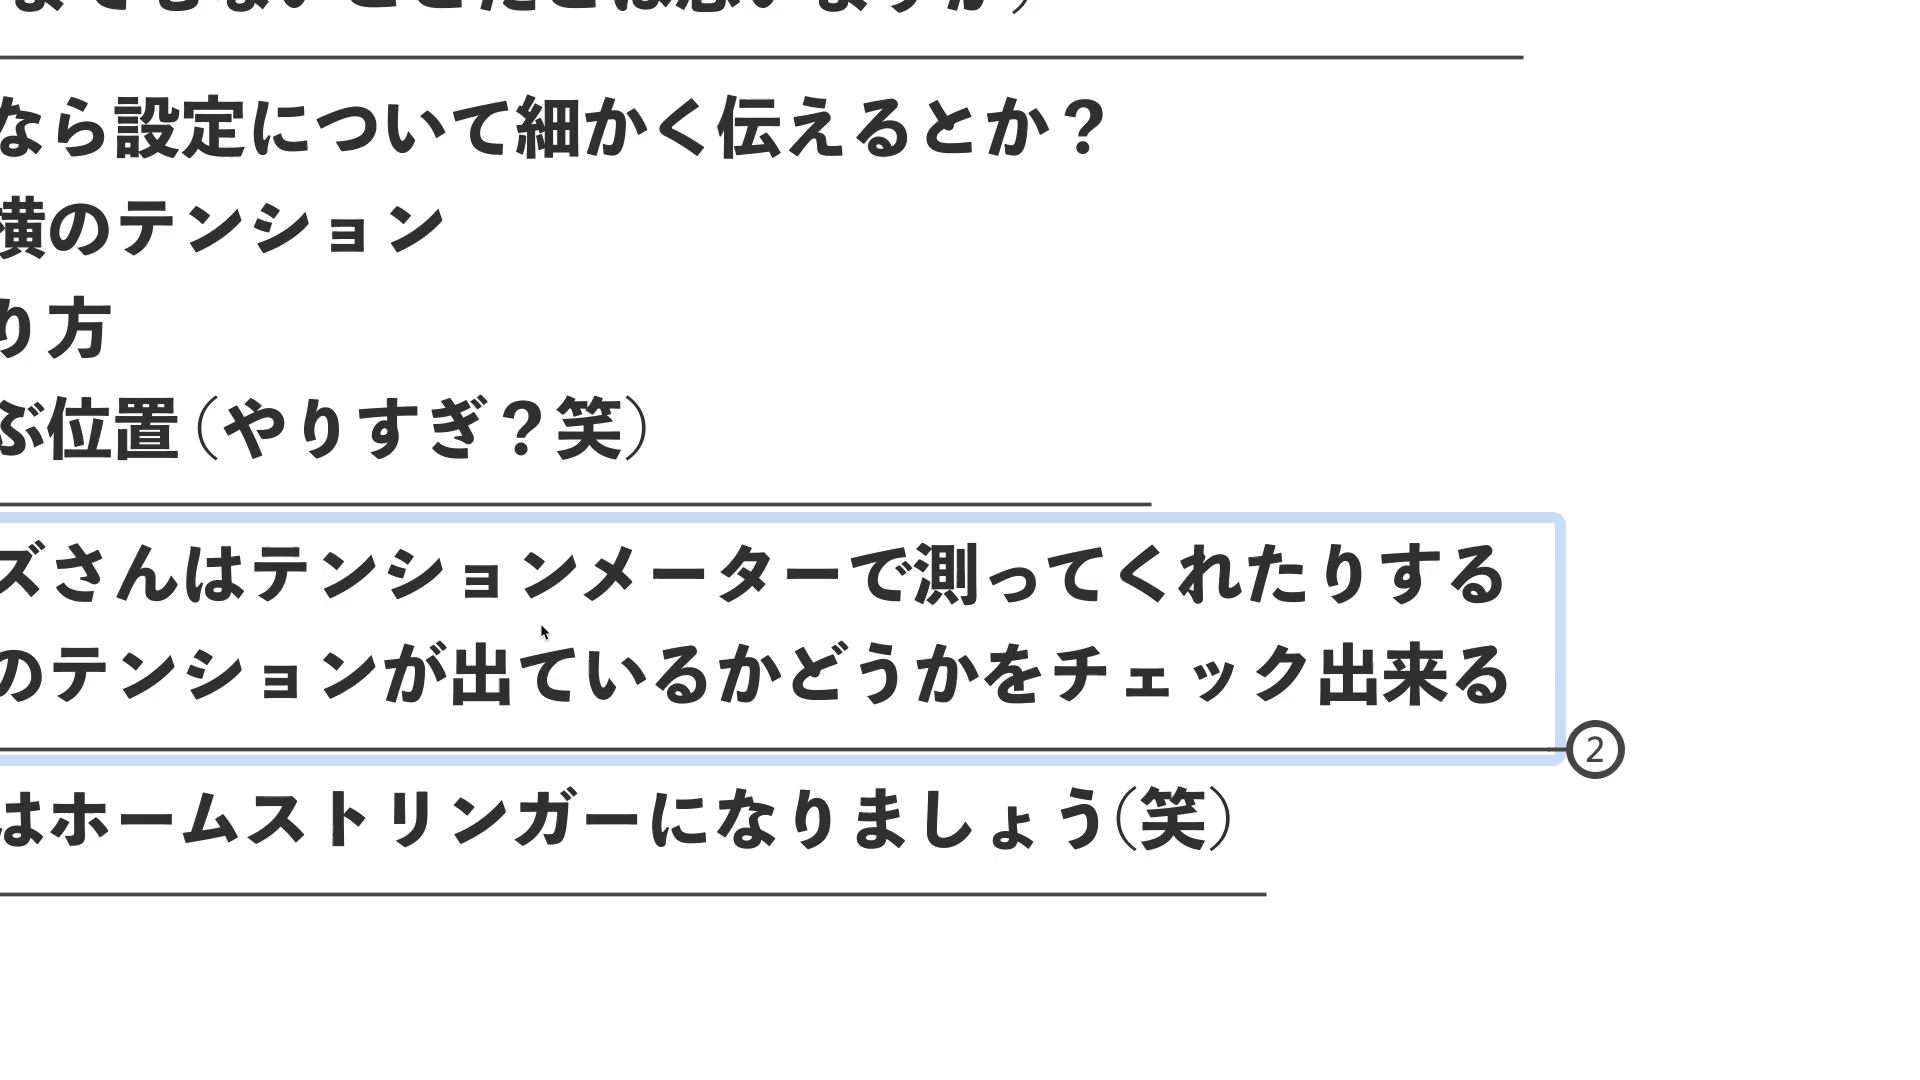 なら設定について細かく伝えるとか？
横のテンション
り方
ぶ位置（やりすぎ？笑）
ズさんはテンションメーターで測ってくれたりする
のテンションが出ているかどうかをチェック出来る
2
はホームストリンガーになりましょう(笑)